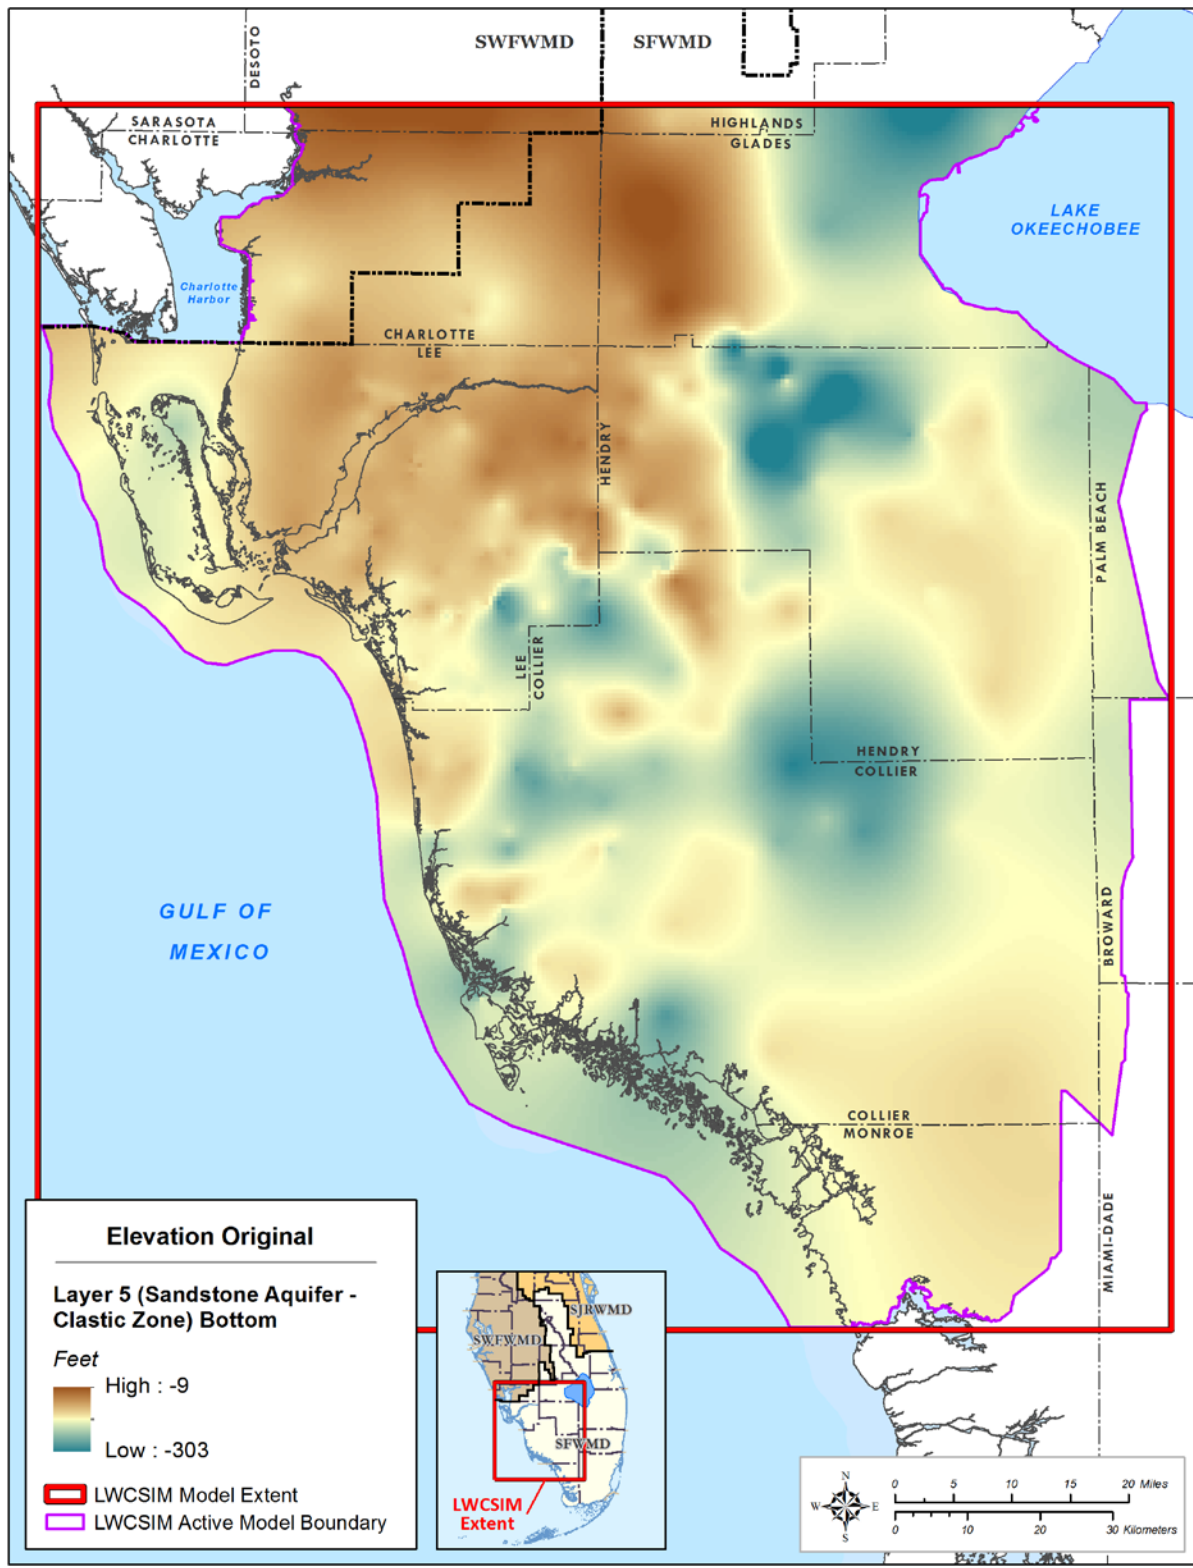 SWFWMD
SFWMD
DESOTO
SARASOTA
CHARLOTTE
HIGHLANDS
GLADES
LAKE
OKEECHOBEE
Charlotte
Harbor
CHARLOTTE
LEE
HENDRY
PALM BEACH
LEE
COLLIER
HENDRY
COLLIER
GULF OF
MEXICO
BROWARD
COLLIER
MONROE
MIAMI-DADE
Elevation Original
Layer 5 (Sandstone Aquifer -
Clastic Zone) Bottom
Feet
High : -9
Low : -303
LWCSIM Model Extent
LWCSIM Active Model Boundary
SJRWMD
SWFWMD
SFWMD
LWCSIM
Extent
N
W E
S
0 5 10 15 20 Miles
0 10 20 30 Kilometers